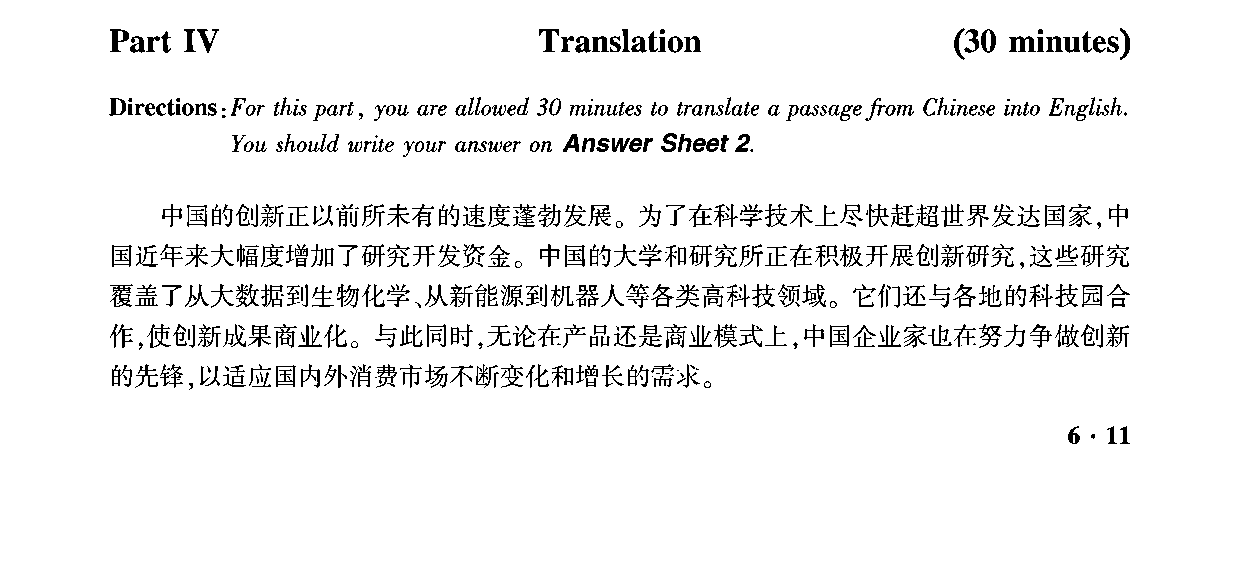 Part IV Translation (30 minutes)
Directions: For this part, you are allowed 30 minutes to translate a passage from Chinese into English.
You should write your answer on Answer Sheet 2.
中国的创新正以前所未有的速度蓬勃发展。为了在科学技术上尽快赶超世界发达国家,中
国近年来大幅度增加了研究开发资金。中国的大学和研究所正在积极开展创新研究,这些研究
覆盖了从大数据到生物化学、从新能源到机器人等各类高科技领域。它们还与各地的科技园合
作,使创新成果商业化。与此同时,无论在产品还是商业模式上,中国企业家也在努力争做创新
的先锋,以适应国内外消费市场不断变化和增长的需求。
6·11